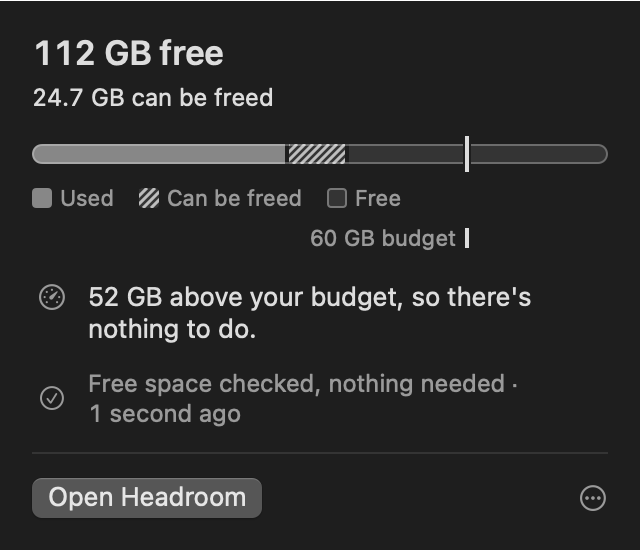 112 GB free
24.7 GB can be freed
Used Can be freed Free
60 GB budget
52 GB above your budget, so there's
nothing to do.
Free space checked, nothing needed ·
1 second ago
Open Headroom